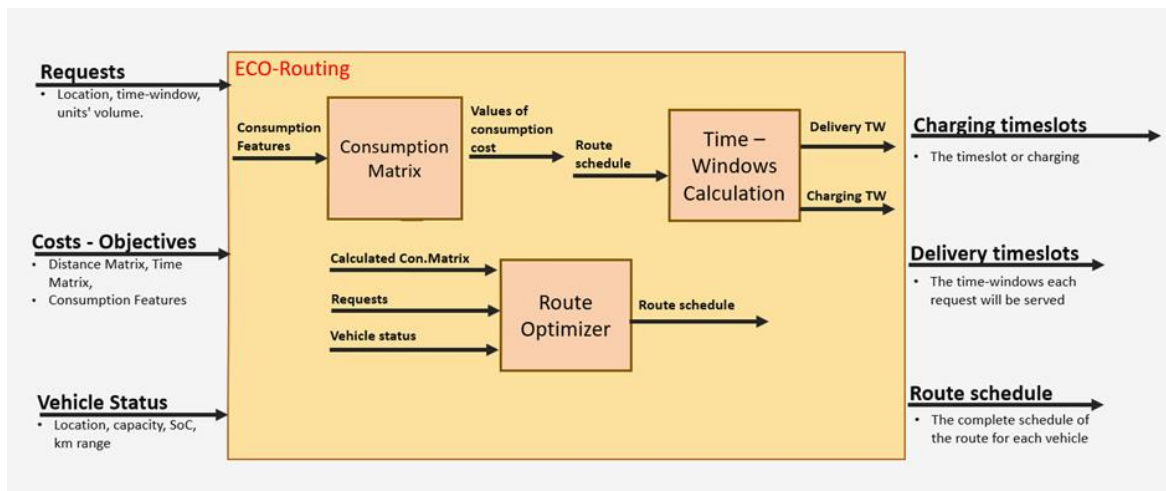 Requests
• Location, time-window,
units' volume.
Costs - Objectives
• Distance Matrix, Time
Matrix,
• Consumption Features
Vehicle Status
• Location, capacity, SoC,
km range
ECO-Routing
Consumption
Features
Consumption
Matrix
Values of
consumption
cost
Route
schedule
Time –
Windows
Calculation
Delivery TW
Charging TW
Calculated Con.Matrix
Requests
Vehicle status
Route
Optimizer
Route schedule
Charging timeslots
• The timeslot or charging
Delivery timeslots
• The time-windows each
request will be served
Route schedule
• The complete schedule of
the route for each vehicle